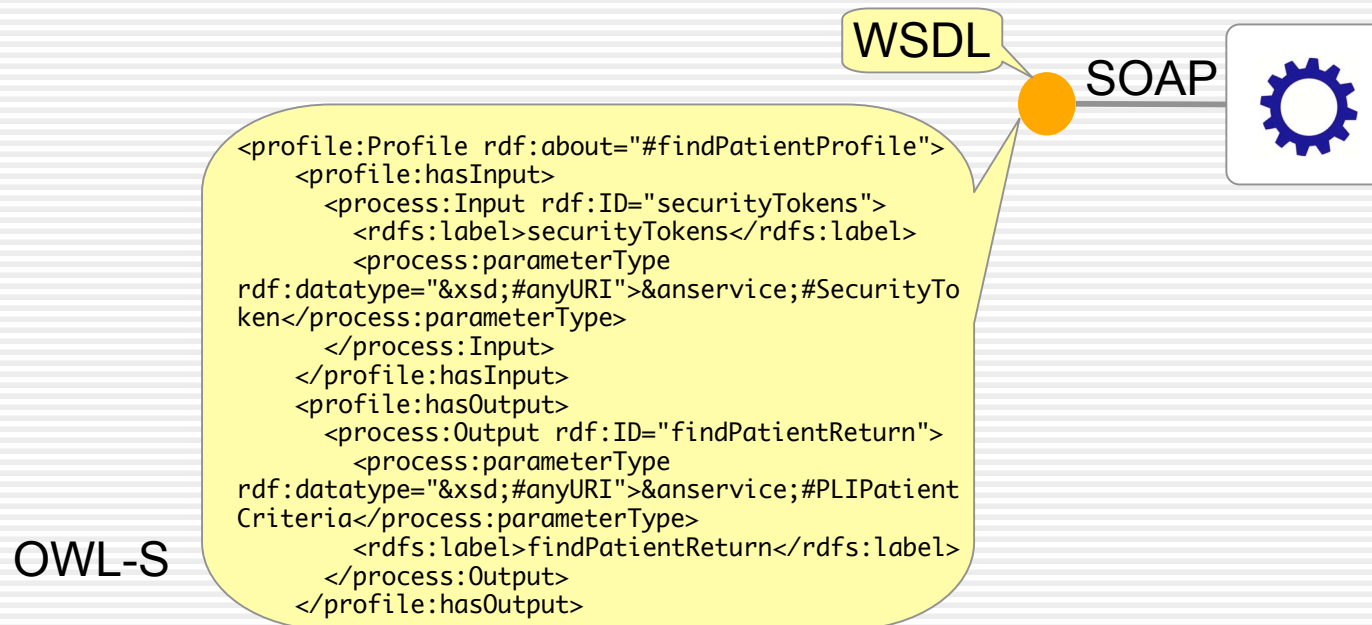 WSDL
SOAP
<profile:Profile rdf:about="#findPatientProfile">
    <profile:hasInput>
      <process:Input rdf:ID="securityTokens">
        <rdfs:label>securityTokens</rdfs:label>
        <process:parameterType
rdf:datatype="&xsd;#anyURI">&anservice;#SecurityTo
ken</process:parameterType>
      </process:Input>
    </profile:hasInput>
    <profile:hasOutput>
      <process:Output rdf:ID="findPatientReturn">
        <process:parameterType
rdf:datatype="&xsd;#anyURI">&anservice;#PLIPatient
Criteria</process:parameterType>
        <rdfs:label>findPatientReturn</rdfs:label>
      </process:Output>
    </profile:hasOutput>
OWL-S